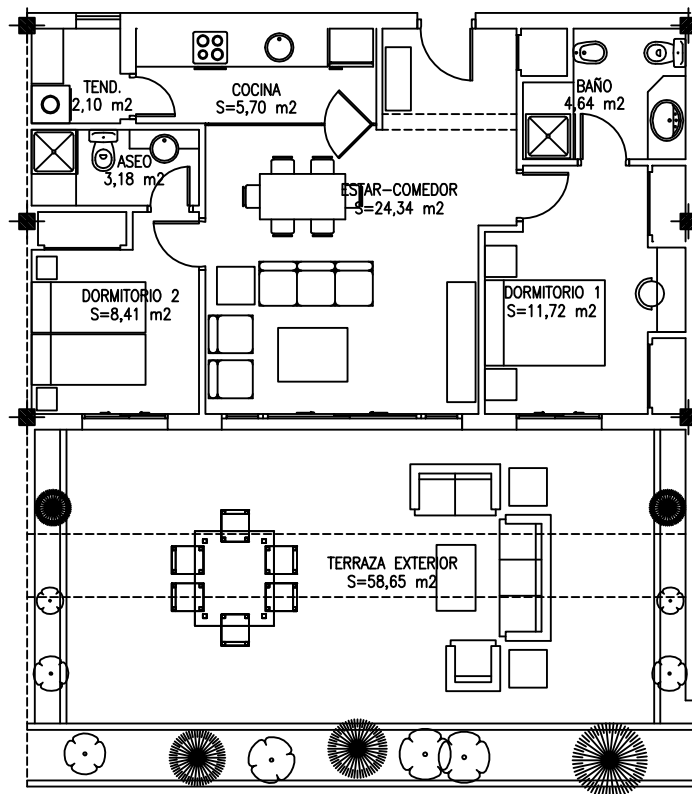 TEND.
2,10 m2
COCINA
S=5,70 m2
BAÑO
4,64 m2
ASEO
3,18 m2
ESTAR-COMEDOR
S=24,34 m2
DORMITORIO 2
S=8,41 m2
DORMITORIO 1
S=11,72 m2
TERRAZA EXTERIOR
S=58,65 m2